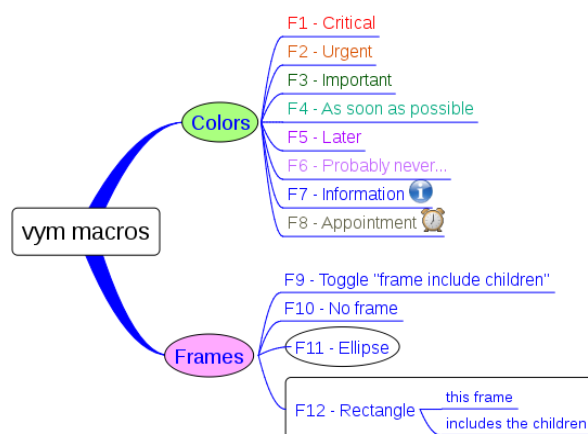 vym macros
Colors
F1 - Critical
F2 - Urgent
F3 - Important
F4 - As soon as possible
F5 - Later
F6 - Probably never...
F7 - Information
F8 - Appointment
Frames
F9 - Toggle "frame include children"
F10 - No frame
F11 - Ellipse
F12 - Rectangle
this frame
includes the children